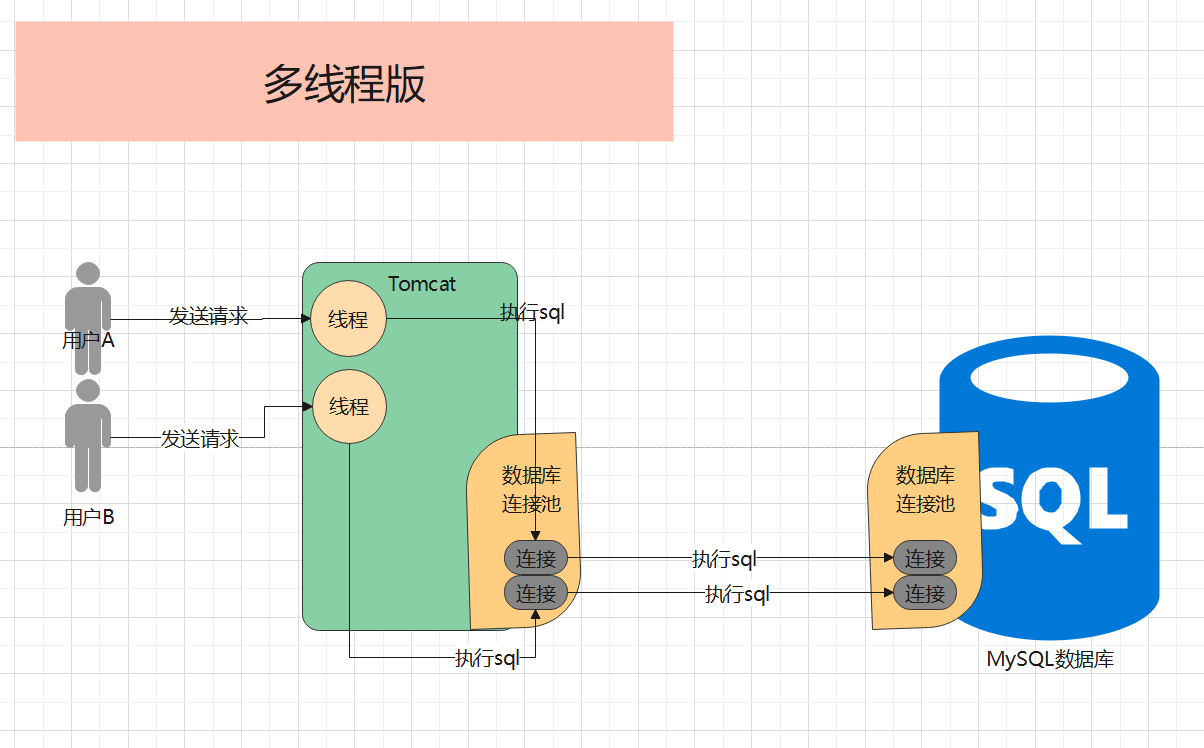 多线程版
Tomcat
用户A
发送请求
线程
执行sql
用户B
发送请求
线程
数据库
连接池
连接
连接
执行sql
执行sql
执行sql
数据库
连接池
连接
连接
SQL
MySQL数据库